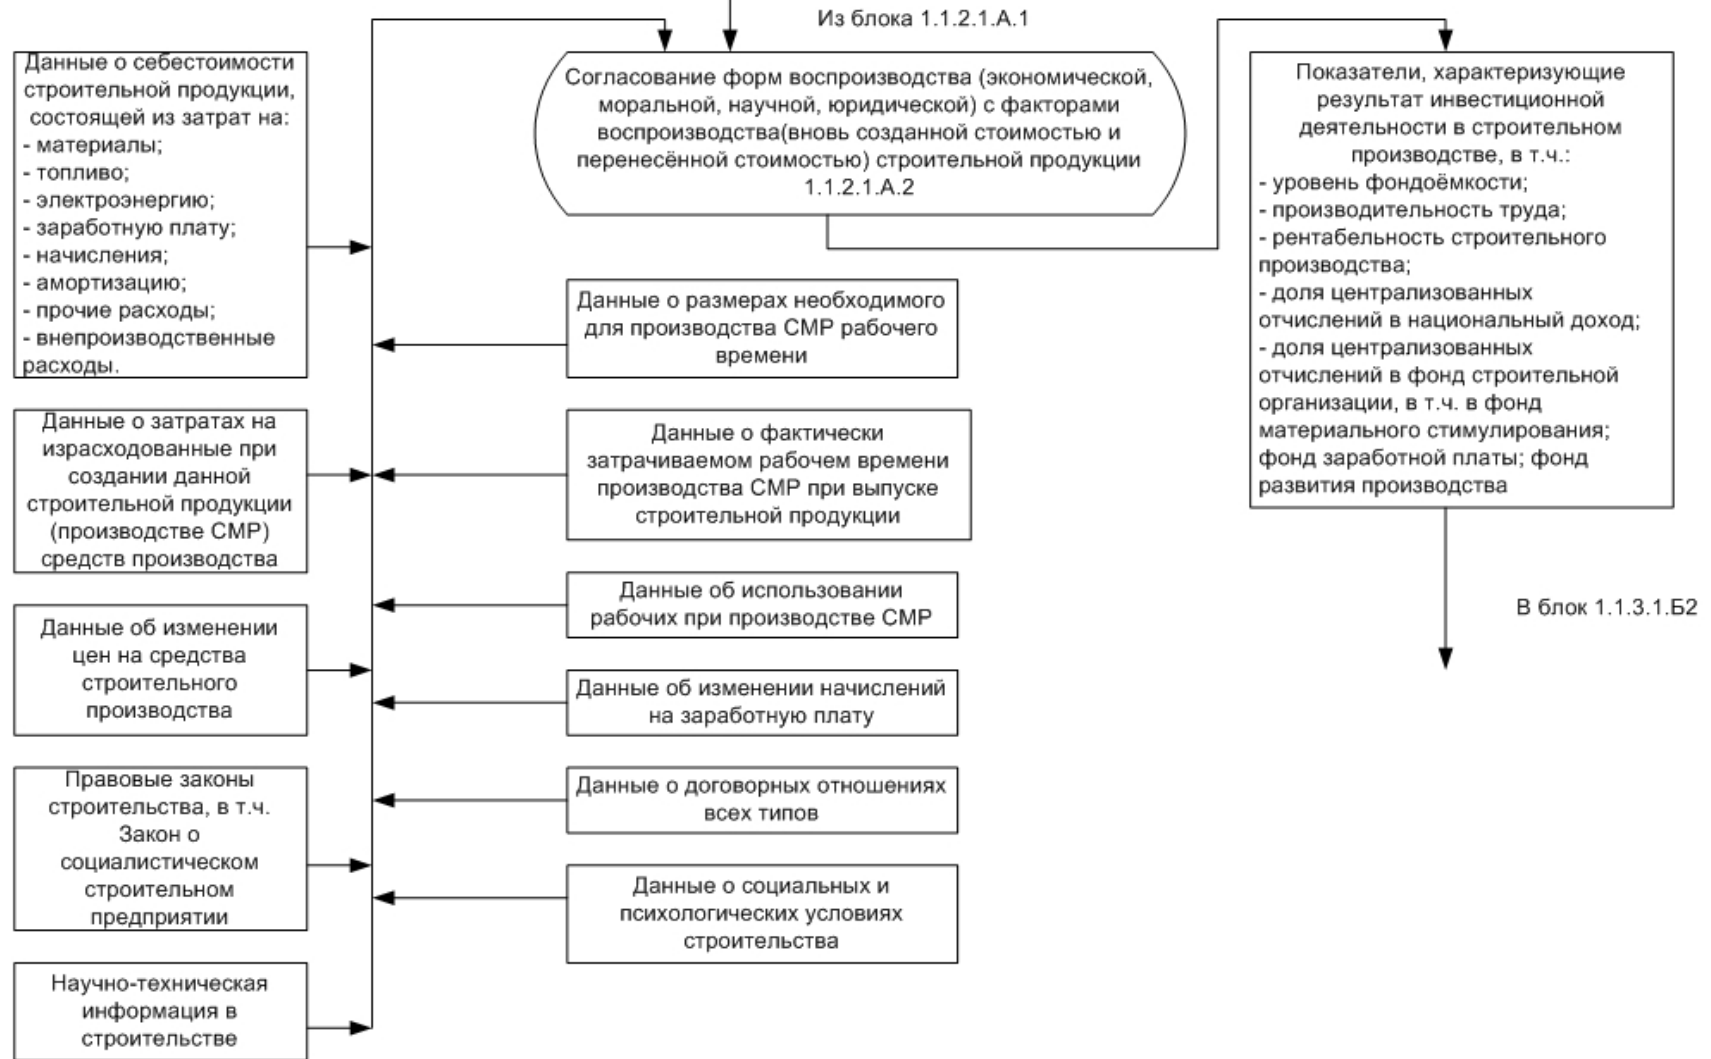 Из блока 1.1.2.1.А.1
Данные о себестоимости
строительной продукции,
состоящей из затрат на:
- материалы;
- топливо;
- электроэнергию;
- заработную плату;
- начисления;
- амортизацию;
- прочие расходы;
- внепроизводственные
расходы.
Согласование форм воспроизводства (экономической,
моральной, научной, юридической) с факторами
воспроизводства(вновь созданной стоимостью и
перенесённой стоимостью) строительной продукции
1.1.2.1.А.2
Показатели, характеризующие
результат инвестиционной
деятельности в строительном
производстве, в т.ч.:
- уровень фондоёмкости;
- производительность труда;
- рентабельность строительного
производства;
- доля централизованных
отчислений в национальный доход;
- доля централизованных
отчислений в фонд строительной
организации, в т.ч. в фонд
материального стимулирования;
фонд заработной платы; фонд
развития производства
Данные о размерах необходимого
для производства СМР рабочего
времени
Данные о затратах на
израсходованные при
создании данной
строительной продукции
(производстве СМР)
средств производства
Данные о фактически
затрачиваемом рабочем времени
производства СМР при выпуске
строительной продукции
Данные об использовании
рабочих при производстве СМР
В блок 1.1.3.1.Б2
Данные об изменении
цен на средства
строительного
производства
Данные об изменении начислений
на заработную плату
Правовые законы
строительства, в т.ч.
Закон о
социалистическом
строительном
предприятии
Данные о договорных отношениях
всех типов
Данные о социальных и
психологических условиях
строительства
Научно-техническая
информация в
строительстве